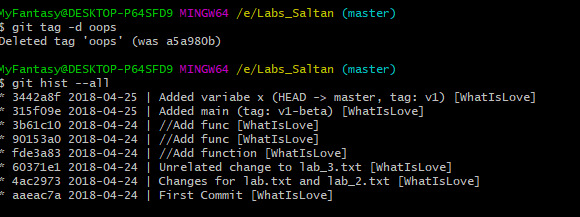 MyFantasy@DESKTOP-P64SFD9 MINGW64 /e/Labs_Saltan (master)
$ git tag -d oops
Deleted tag 'oops' (was a5a980b)
MyFantasy@DESKTOP-P64SFD9 MINGW64 /e/Labs_Saltan (master)
$ git hist --all
* 3442a8f 2018-04-25 | Added variabe x (HEAD -> master, tag: v1) [WhatIsLove]
* 315f09e 2018-04-25 | Added main (tag: v1-beta) [WhatIsLove]
* 3b61c10 2018-04-24 | //Add func [WhatIsLove]
* 90153a0 2018-04-24 | //Add func [WhatIsLove]
* fde3a83 2018-04-24 | //Add function [WhatIsLove]
* 60371e1 2018-04-24 | Unrelated change to lab_3.txt [WhatIsLove]
* 4ac2973 2018-04-24 | Changes for lab.txt and lab_2.txt [WhatIsLove]
* aaeac7a 2018-04-24 | First Commit [WhatIsLove]